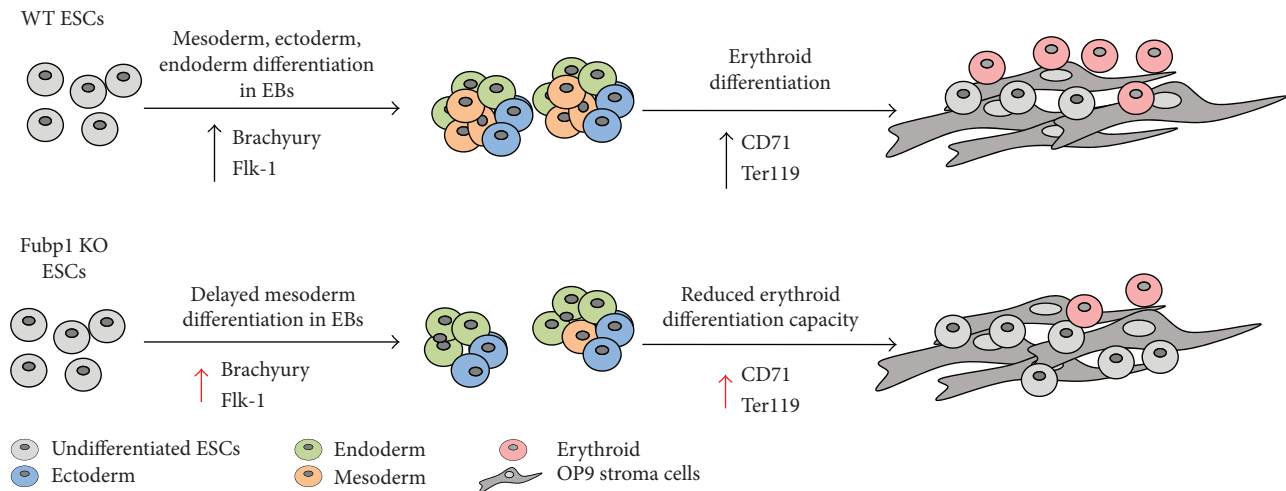 WT ESCs
Mesoderm, ectoderm,
endoderm differentiation
in EBs
Brachyury
Flk-1
Erythroid
differentiation
CD71
Ter119
Fubp1 KO
ESCs
Delayed mesoderm
differentiation in EBs
Brachyury
Flk-1
Reduced erythroid
differentiation capacity
CD71
Ter119
Undifferentiated ESCs
Ectoderm
Endoderm
Mesoderm
Erythroid
OP9 stroma cells